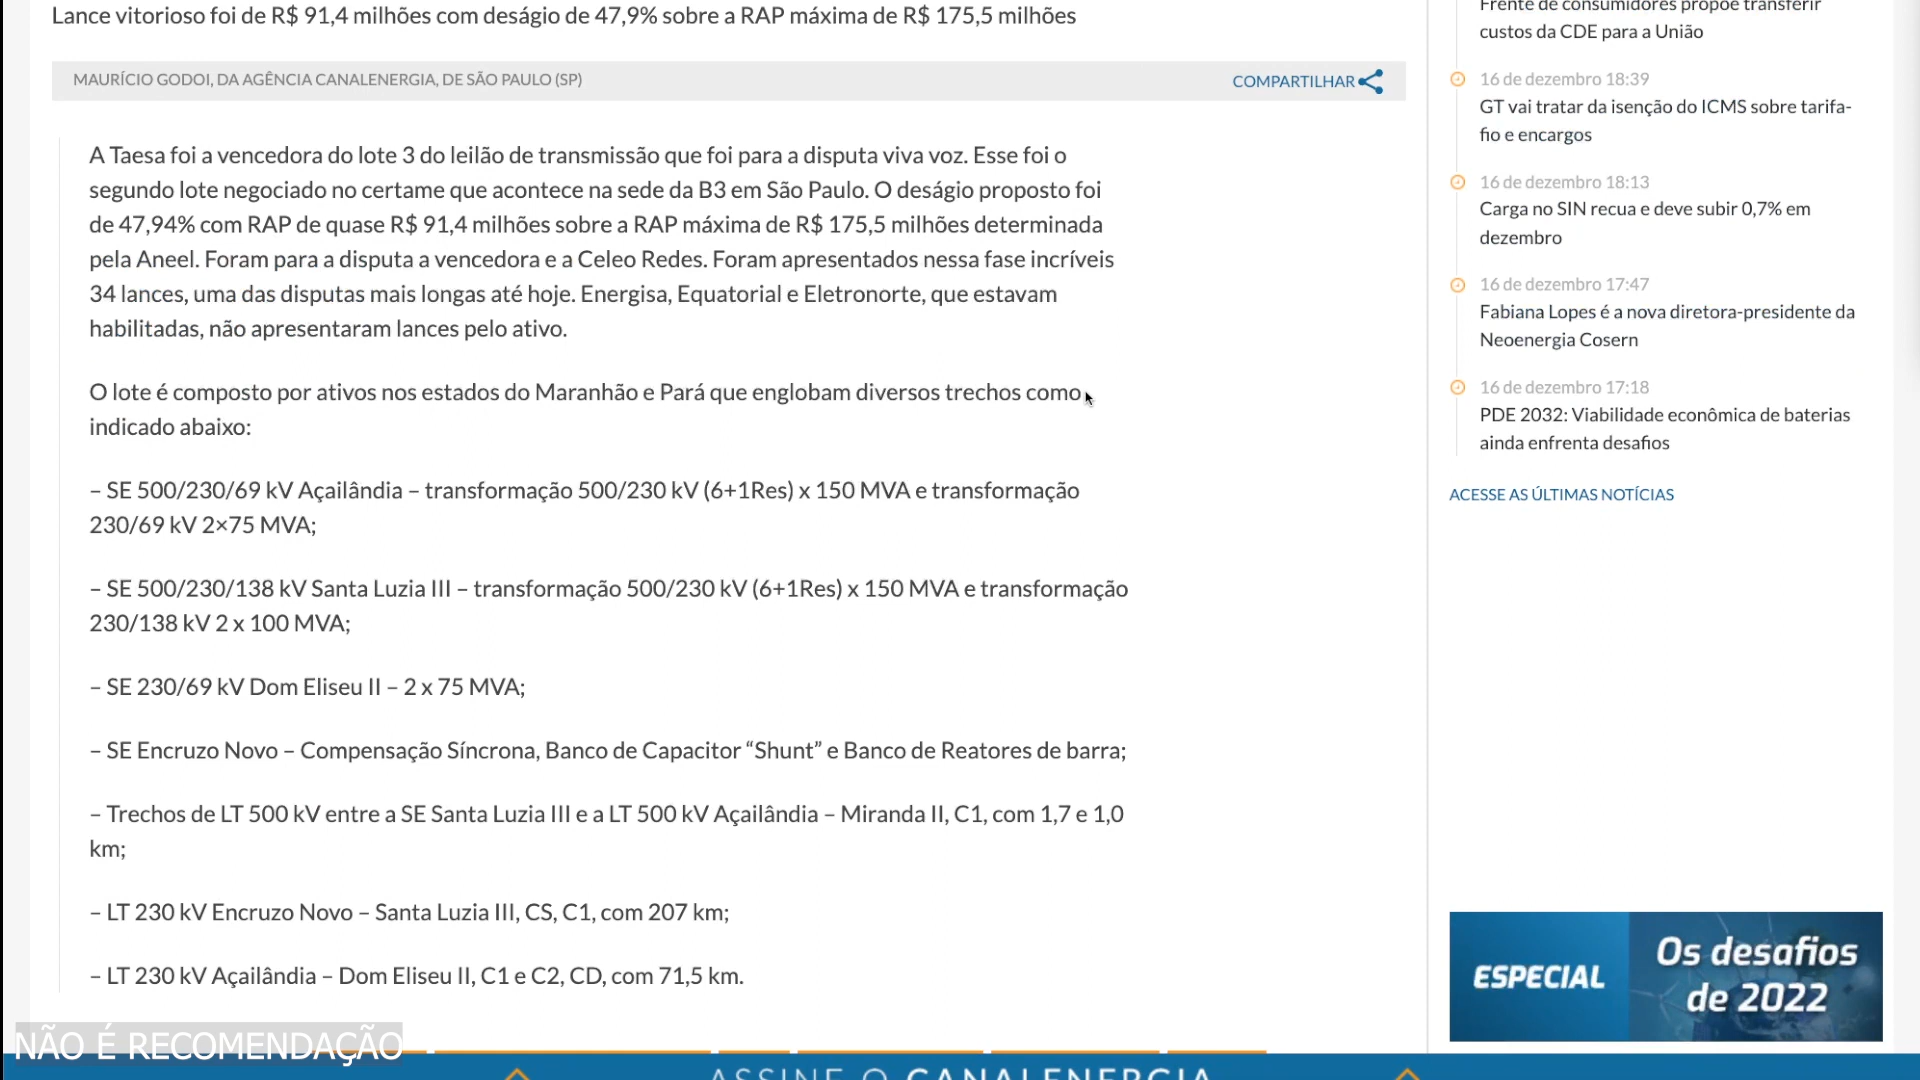 Lance vitorioso foi de R$ 91,4 milhões com deságio de 47,9% sobre a RAP máxima de R$ 175,5 milhões
MAURÍCIO GODOI, DA AGÊNCIA CANALENERGIA, DE SÃO PAULO (SP)
COMPARTILHAR
A Taesa foi a vencedora do lote 3 do leilão de transmissão que foi para a disputa viva voz. Esse foi o
segundo lote negociado no certame que acontece na sede da B3 em São Paulo. O deságio proposto foi
de 47,94% com RAP de quase R$ 91,4 milhões sobre a RAP máxima de R$ 175,5 milhões determinada
pela Aneel. Foram para a disputa a vencedora e a Celeo Redes. Foram apresentados nessa fase incríveis
34 lances, uma das disputas mais longas até hoje. Energisa, Equatorial e Eletronorte, que estavam
habilitadas, não apresentaram lances pelo ativo.
O lote é composto por ativos nos estados do Maranhão e Pará que englobam diversos trechos como
indicado abaixo:
– SE 500/230/69 kV Açailândia – transformação 500/230 kV (6+1Res) x 150 MVA e transformação
230/69 kV 2×75 MVA;
– SE 500/230/138 kV Santa Luzia III – transformação 500/230 kV (6+1Res) x 150 MVA e transformação
230/138 kV 2 x 100 MVA;
– SE 230/69 kV Dom Eliseu II – 2 x 75 MVA;
– SE Encruzo Novo – Compensação Síncrona, Banco de Capacitor “Shunt” e Banco de Reatores de barra;
– Trechos de LT 500 kV entre a SE Santa Luzia III e a LT 500 kV Açailândia – Miranda II, C1, com 1,7 e 1,0
km;
– LT 230 kV Encruzo Novo – Santa Luzia III, CS, C1, com 207 km;
– LT 230 kV Açailândia – Dom Eliseu II, C1 e C2, CD, com 71,5 km.
Frente de consumidores propõe transferir
custos da CDE para a União
16 de dezembro 18:39
GT vai tratar da isenção do ICMS sobre tarifa-
fio e encargos
16 de dezembro 18:13
Carga no SIN recua e deve subir 0,7% em
dezembro
16 de dezembro 17:47
Fabiana Lopes é a nova diretora-presidente da
Neoenergia Cosern
16 de dezembro 17:18
PDE 2032: Viabilidade econômica de baterias
ainda enfrenta desafios
ACESSE AS ÚLTIMAS NOTÍCIAS
ESPECIAL
Os desafios
de 2022
NÃO É RECOMENDAÇÃO
ASSINE O CANALENERGIA